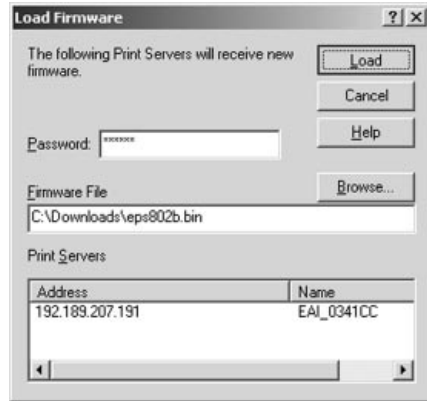 Load Firmware
The following Print Servers will receive new
firmware.
Load
Cancel
Help
Password: ******
Browse...
Firmware File
C:\Downloads\eps802b.bin
Print Servers
Address Name
192.189.207.191 EAI_0341CC